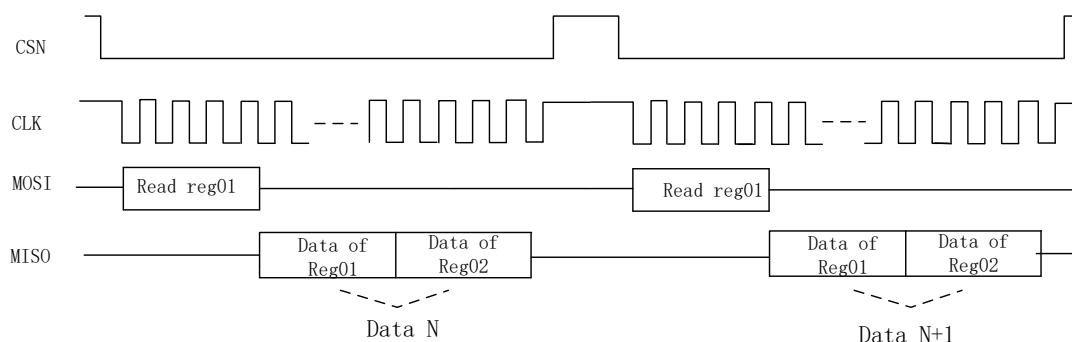 CSN
CLK
MOSI
Read reg01
Read reg01
MISO
Data of
Reg01
Data of
Reg02
Data of
Reg01
Data of
Reg02
Data N
Data N+1